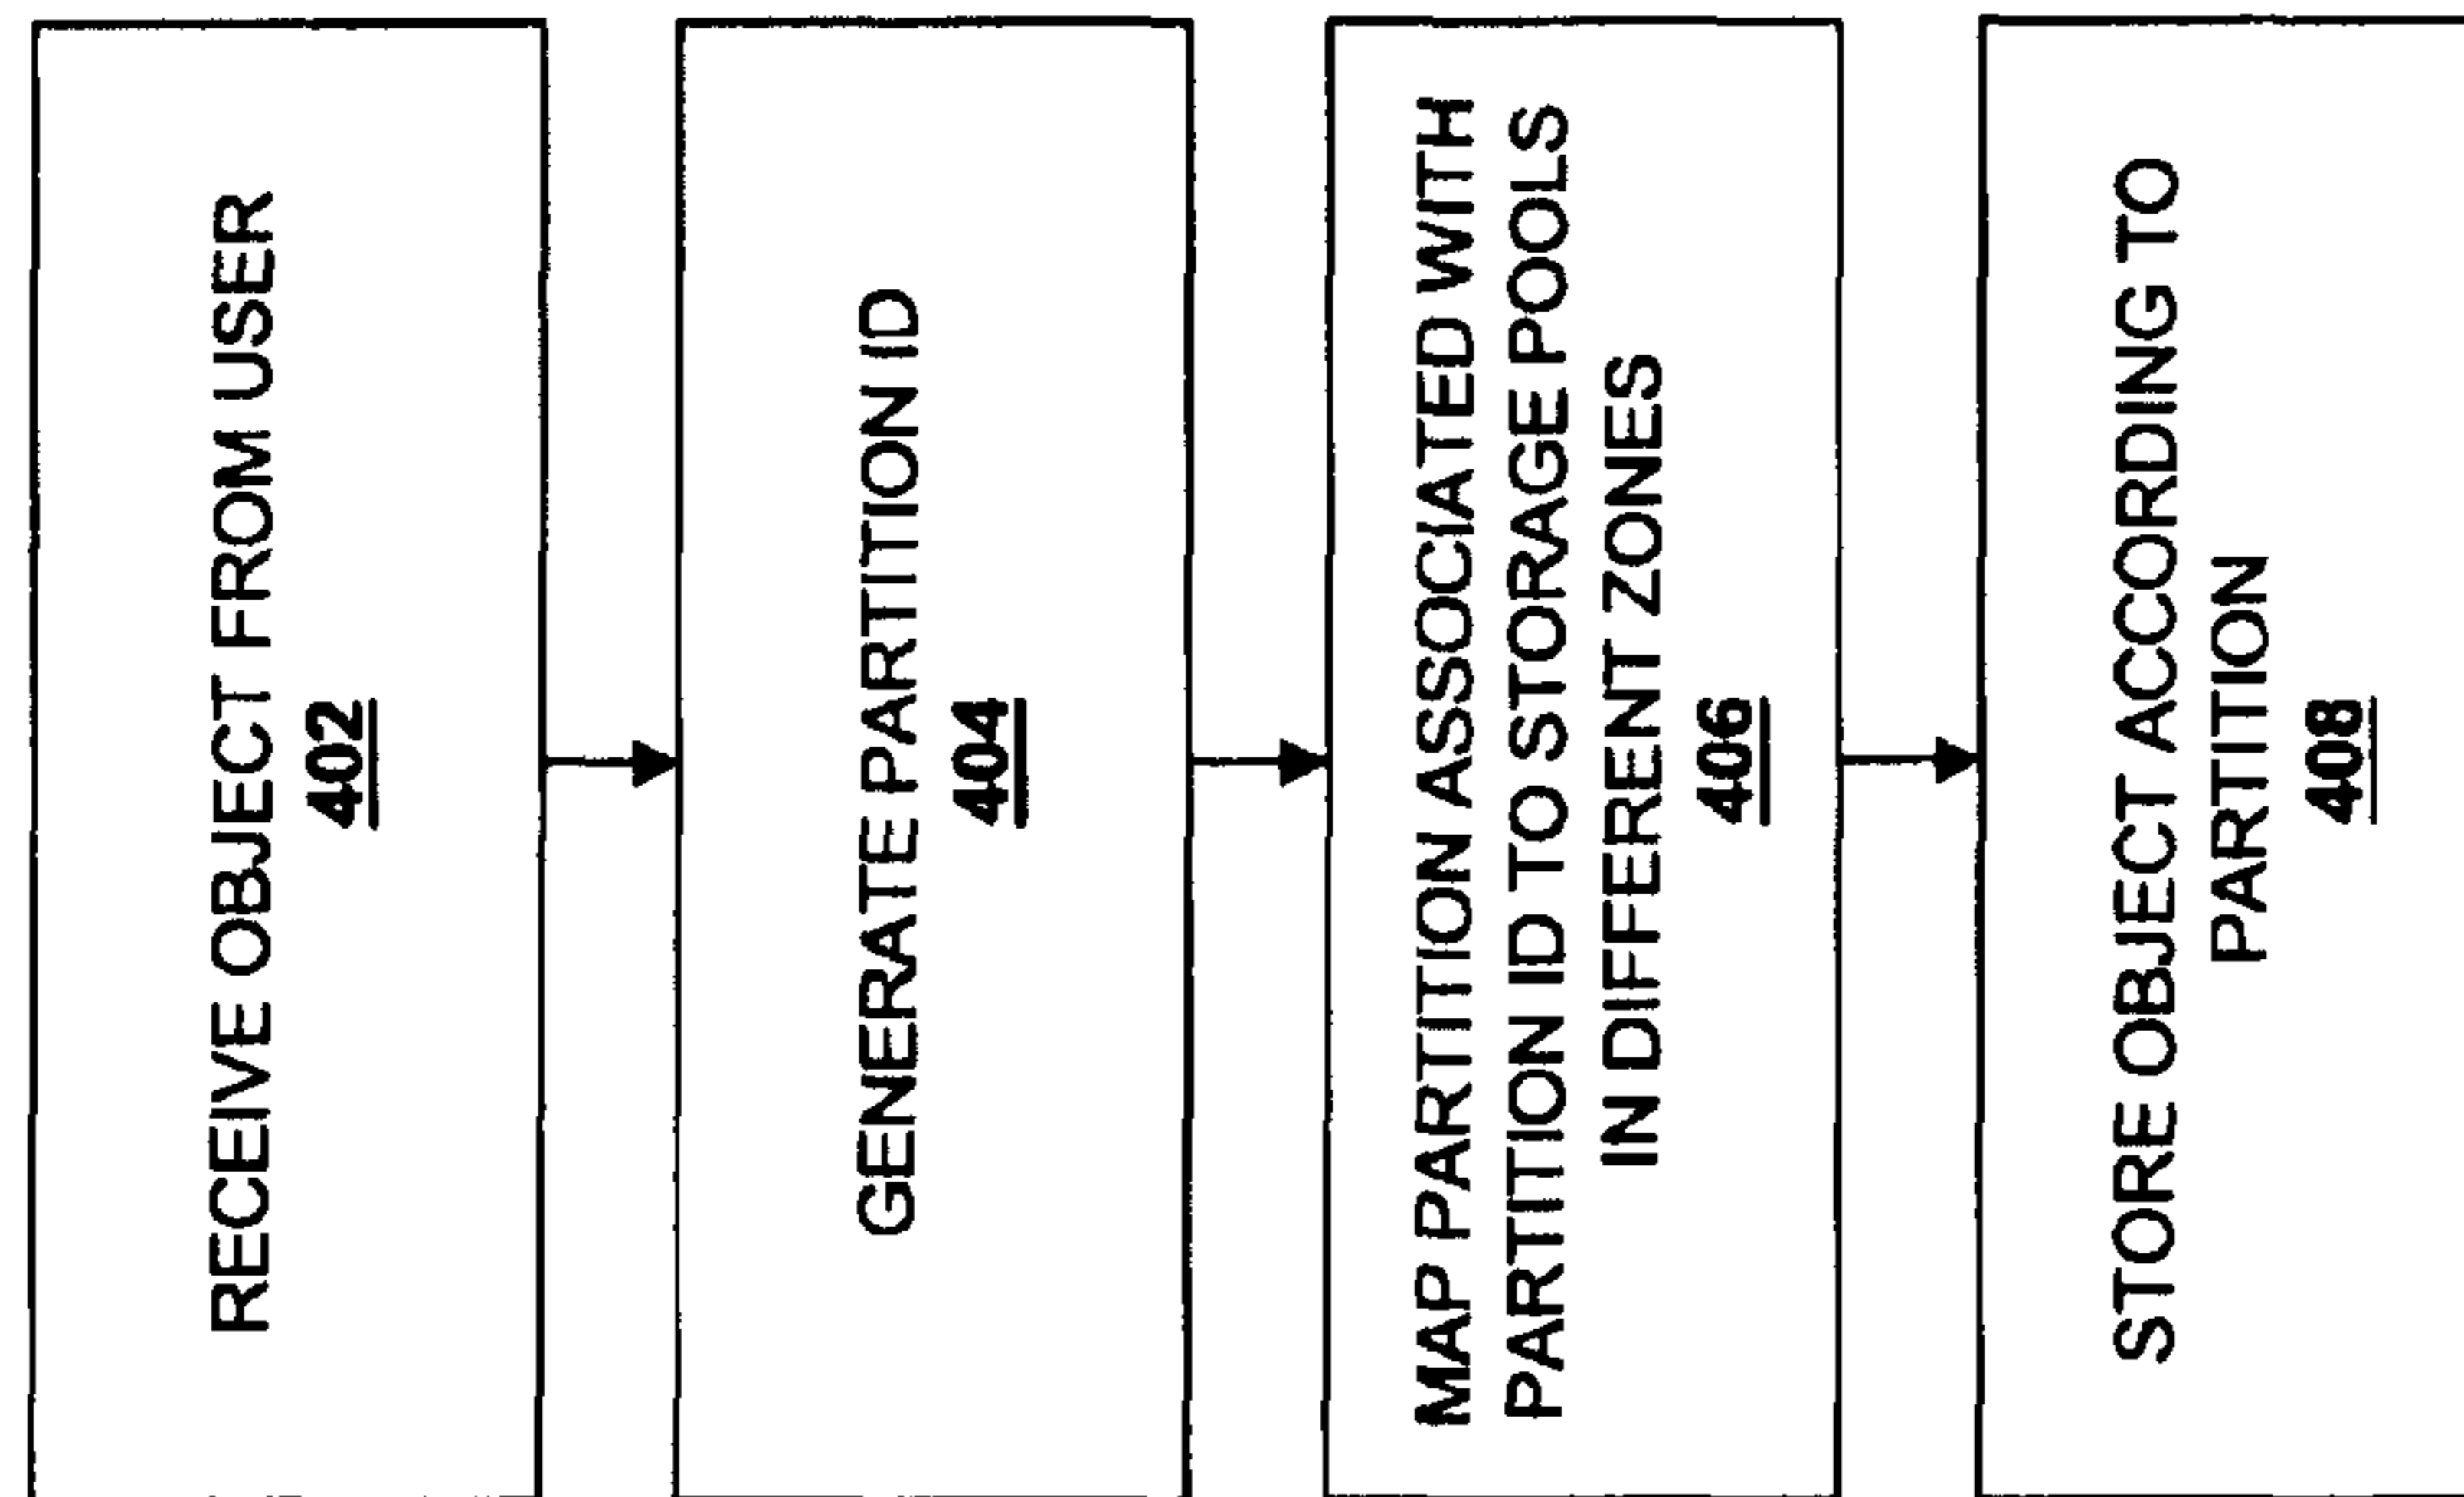 RECEIVE OBJECT FROM USER
402
GENERATE PARTITION ID
404
MAP PARTITION ASSOCIATED WITH
PARTITION ID TO STORAGE POOLS
IN DIFFERENT ZONES
406
STORE OBJECT ACCORDING TO
PARTITION
408